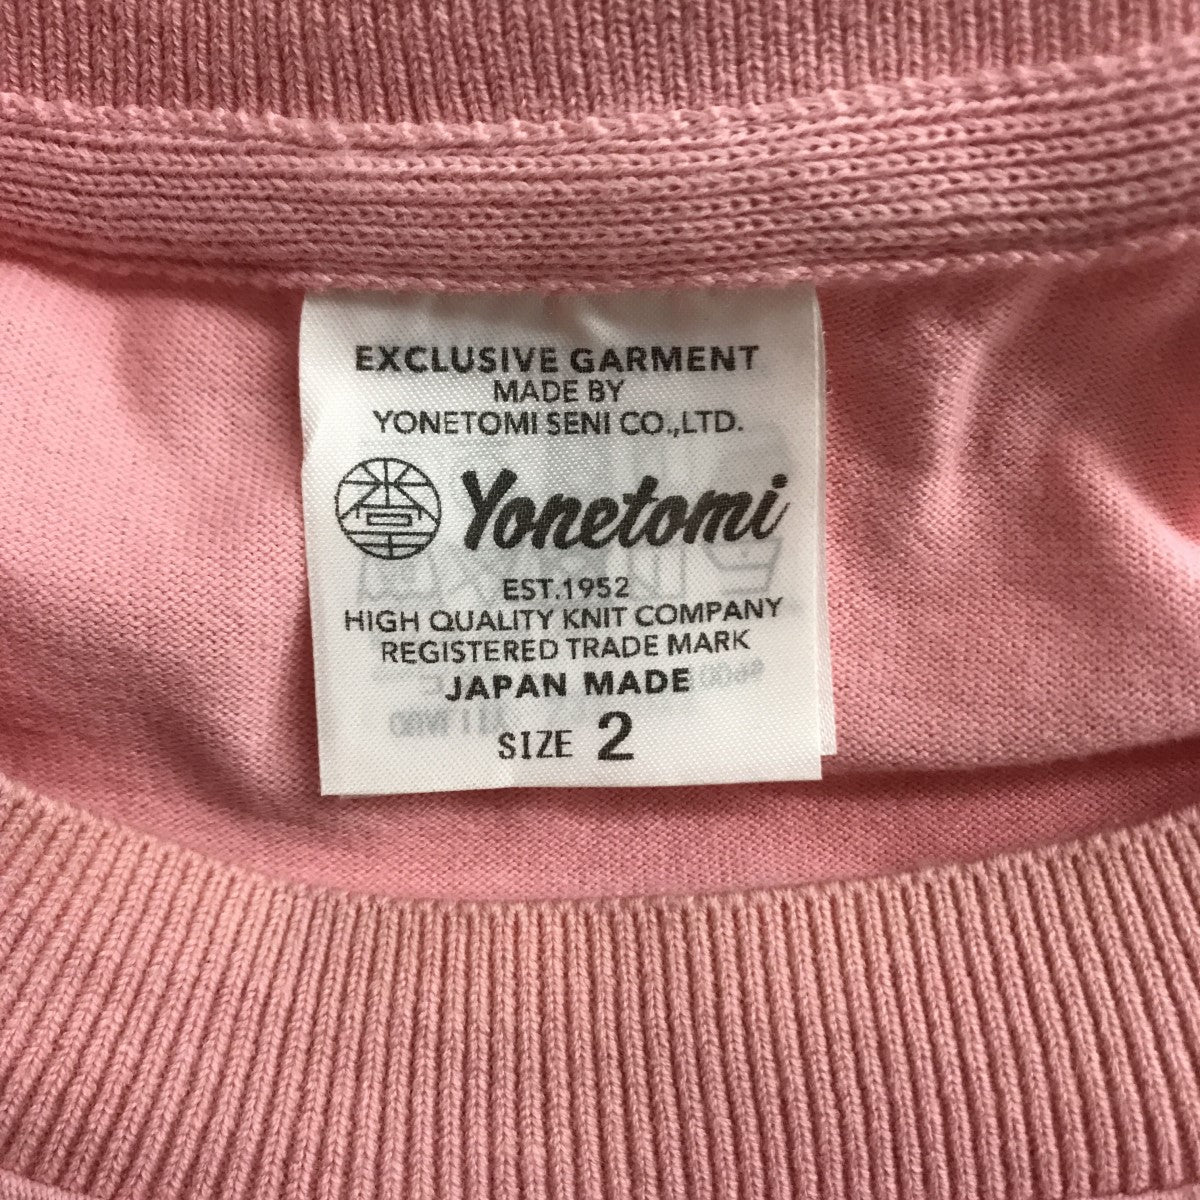 EXCLUSIVE GARMENT
MADE BY
YONETOMI SENI CO.,LTD.
Yonetomi
EST.1952
HIGH QUALITY KNIT COMPANY
REGISTERED TRADE MARK
JAPAN MADE
SIZE 2